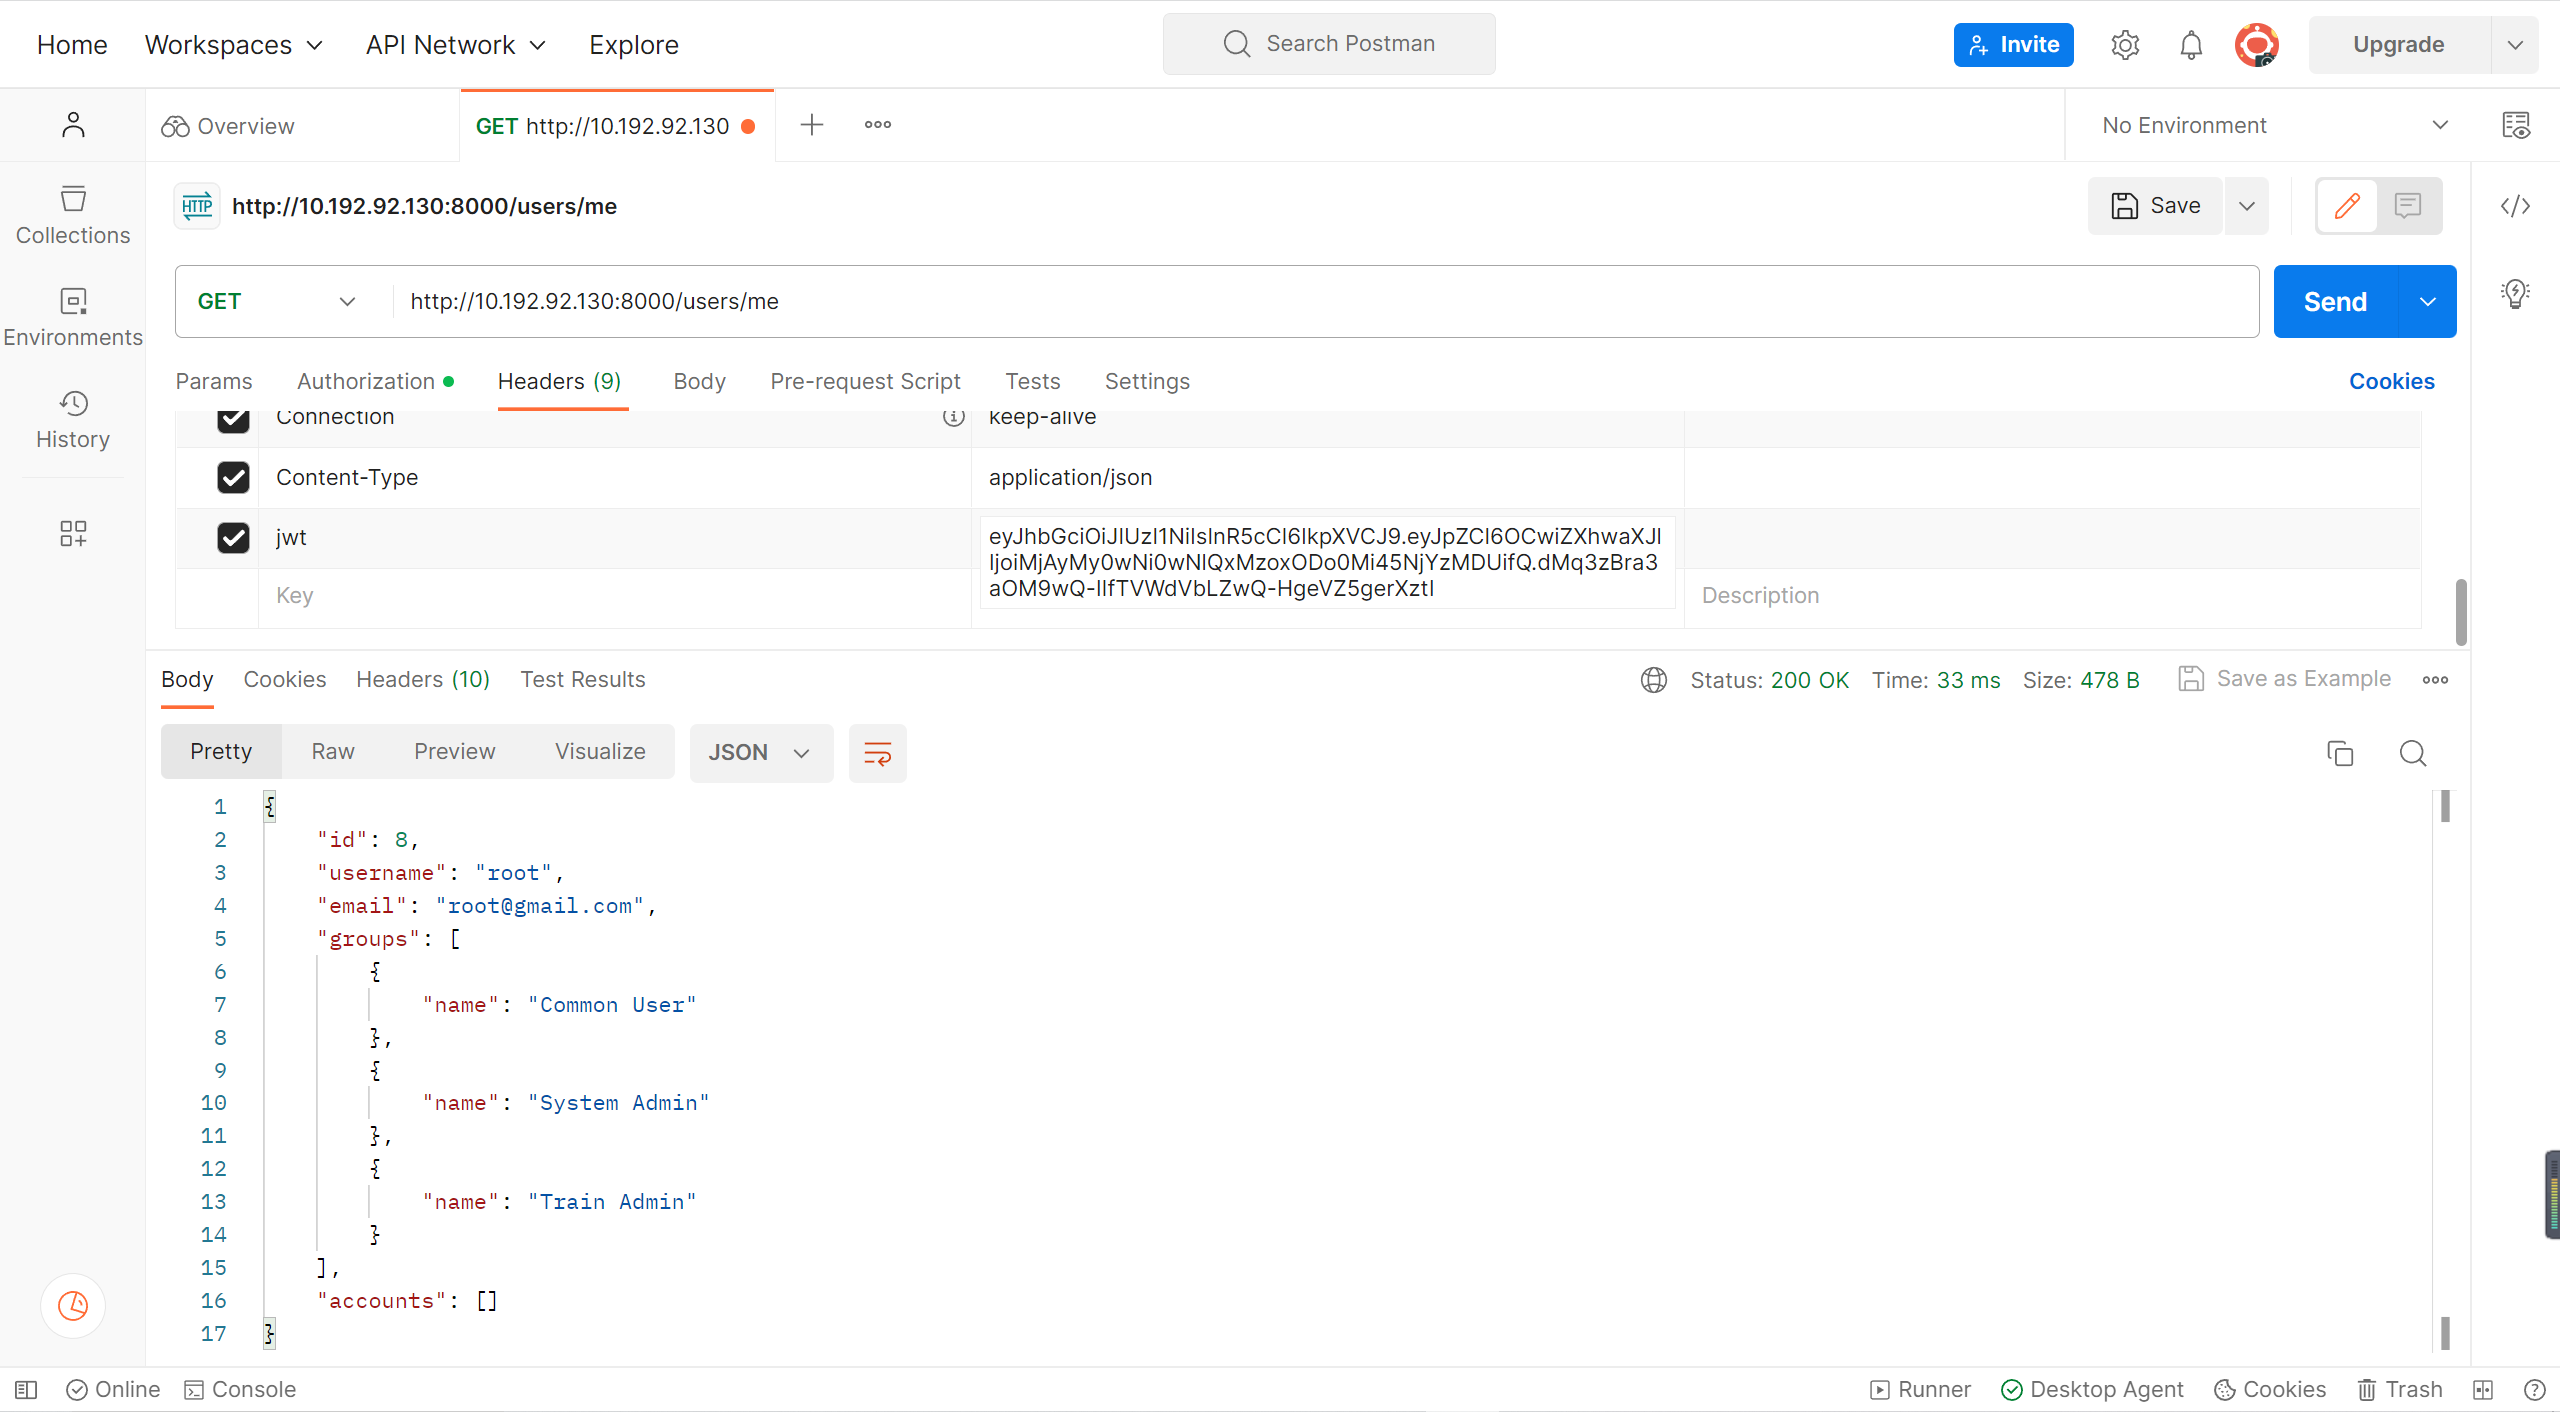 Home Workspaces API Network Explore Search Postman Invite Upgrade
Overview GET http://10.192.92.130 No Environment
HTTP http://10.192.92.130:8000/users/me Save
Collections
GET http://10.192.92.130:8000/users/me Send
Environments
Params Authorization Headers (9) Body Pre-request Script Tests Settings Cookies
Connection keep-alive
History
Content-Type application/json
jwt eyJhbGciOiJIUzI1NiIsInR5cCI6IkpXVCJ9.eyJpZCI6OCwiZXhwaXJl
IjoiMjAyMy0wNi0wNlQxMzoxODo0Mi45NjYzMDUifQ.dMq3zBra3
aOM9wQ-IIfTVWdVbLZwQ-HgeVZ5gerXztI
Key Description
Body Cookies Headers (10) Test Results Status: 200 OK Time: 33 ms Size: 478 B Save as Example
Pretty Raw Preview Visualize JSON
1 {
2 "id": 8,
3 "username": "root",
4 "email": "root@gmail.com",
5 "groups": [
6 {
7 "name": "Common User"
8 },
9 {
10 "name": "System Admin"
11 },
12 {
13 "name": "Train Admin"
14 }
15 ],
16 "accounts": []
17 }
Online Console Runner Desktop Agent Cookies Trash